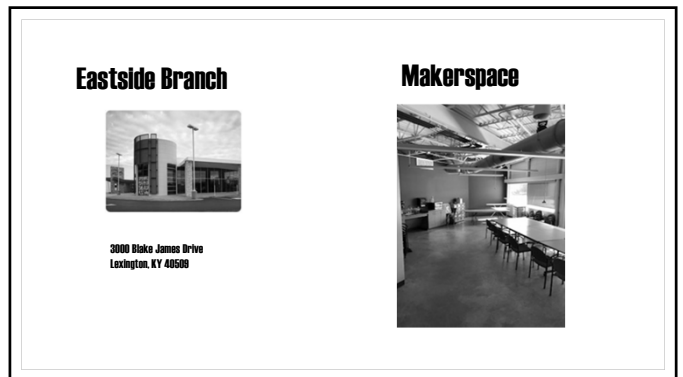 Eastside Branch
3000 Blake James Drive
Lexington, KY 40509
Makerspace